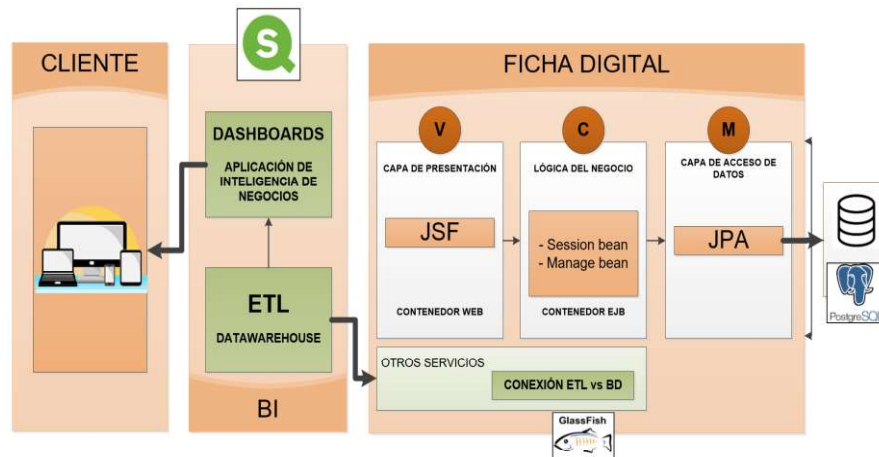 CLIENTE
S
DASHBOARDS
APLICACIÓN DE
INTELIGENCIA DE
NEGOCIOS
ETL
DATAWAREHOUSE
BI
FICHA DIGITAL
V
CAPA DE PRESENTACIÓN
JSF
CONTENEDOR WEB
C
LÓGICA DEL NEGOCIO
- Session bean
- Manage bean
CONTENEDOR EJB
M
CAPA DE ACCESO DE
DATOS
JPA
OTROS SERVICIOS
CONEXIÓN ETL vs BD
GlassFish
PostgreSQL